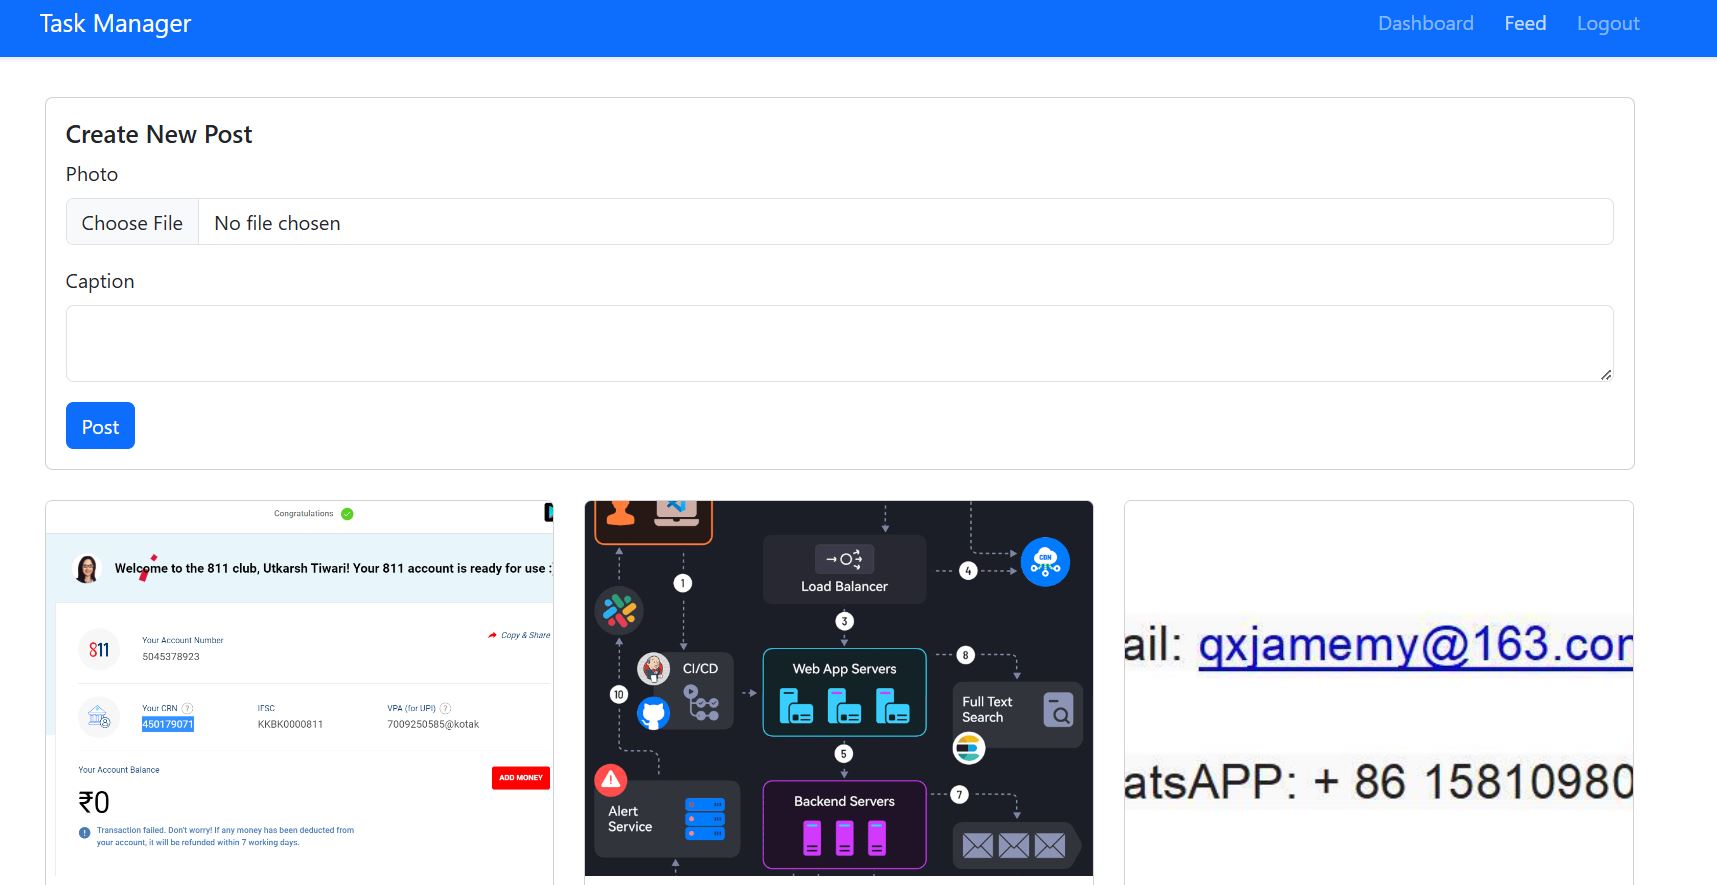 Task Manager
Dashboard Feed Logout
Create New Post
Photo
Choose File No file chosen
Caption
Post
Congratulations
Welcome to the 811 club, Utkarsh Tiwari! Your 811 account is ready for use :
811
Your Account Number
5045378923
Copy & Share
Your CRN ? IFSC VPA (for UPI) ?
450179071 KKBK0000811 7009250585@kotak
Your Account Balance
₹0
ADD MONEY
Transaction failed. Don't worry! If any money has been deducted from
your account, it will be refunded within 7 working days.
Load Balancer
CDN
1
4
3
CI/CD
Web App Servers
8
10
Full Text
Search
5
Alert
Service
Backend Servers
7
ail: qxjamemy@163.con
atsAPP: + 86 15810980